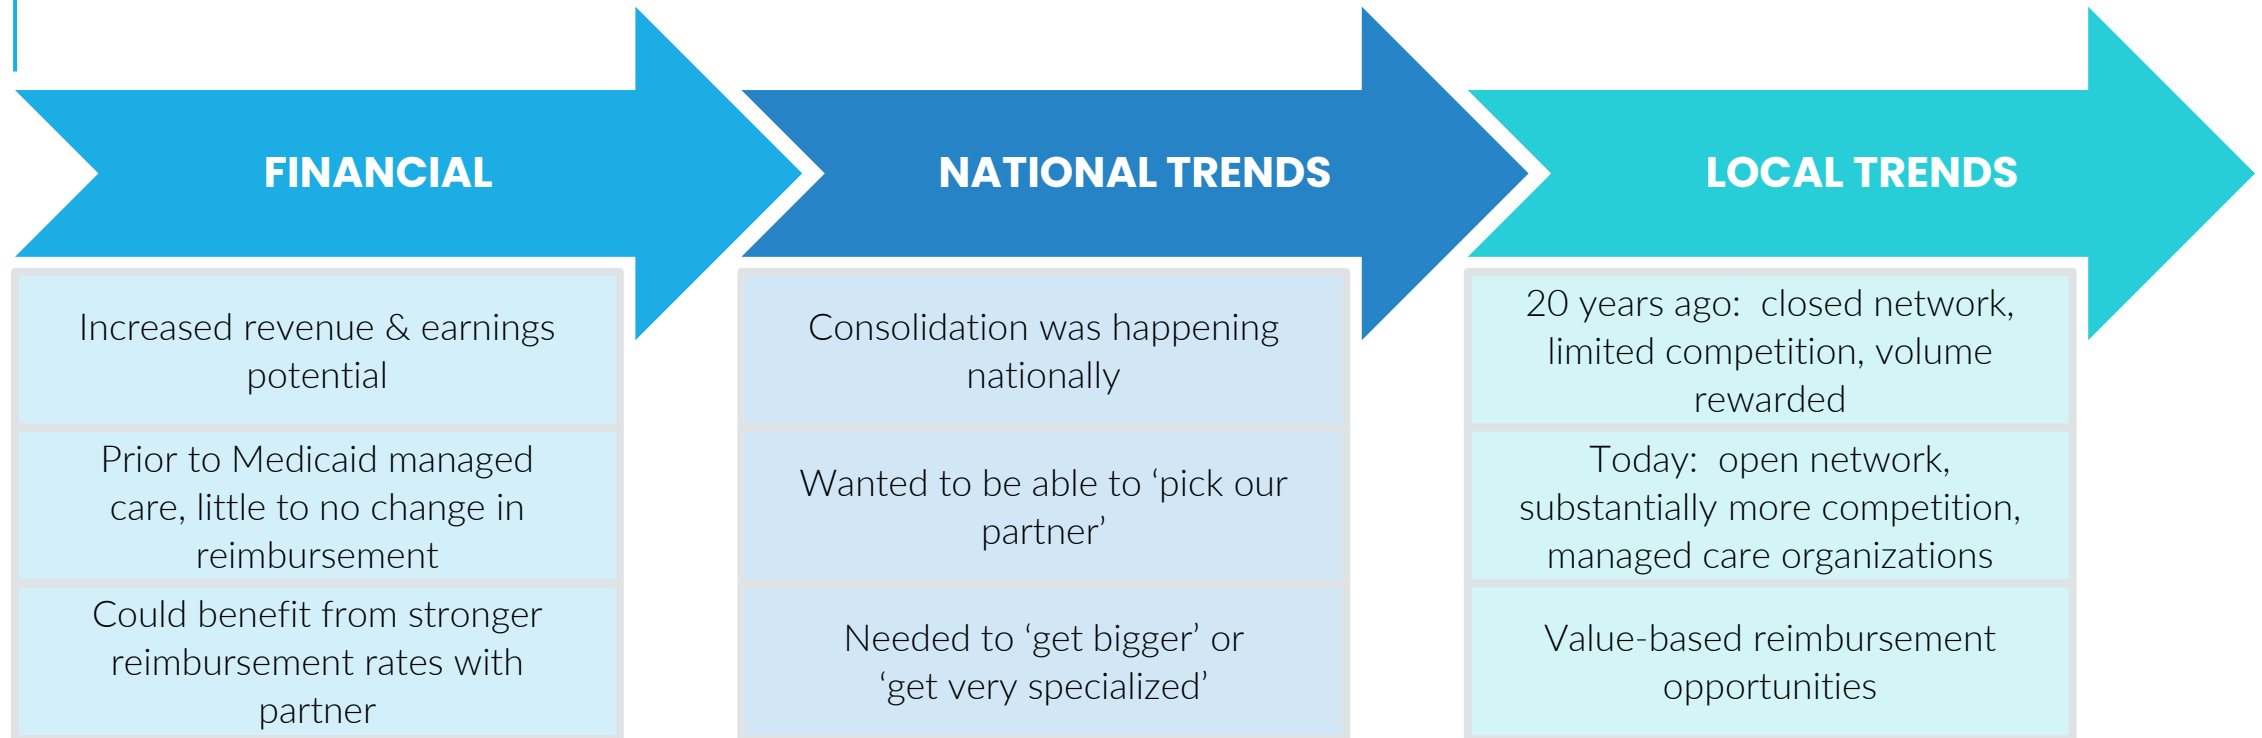 FINANCIAL
Increased revenue & earnings
potential
Prior to Medicaid managed
care, little to no change in
reimbursement
Could benefit from stronger
reimbursement rates with
partner
NATIONAL TRENDS
Consolidation was happening
nationally
Wanted to be able to ‘pick our
partner’
Needed to ‘get bigger’ or
‘get very specialized’
LOCAL TRENDS
20 years ago:  closed network,
limited competition, volume
rewarded
Today:  open network,
substantially more competition,
managed care organizations
Value-based reimbursement
opportunities